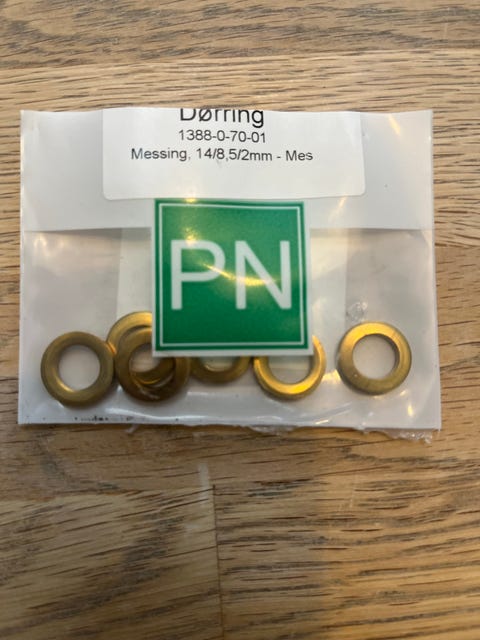 Dørring
1388-0-70-01
Messing, 14/8,5/2mm - Mes
PN